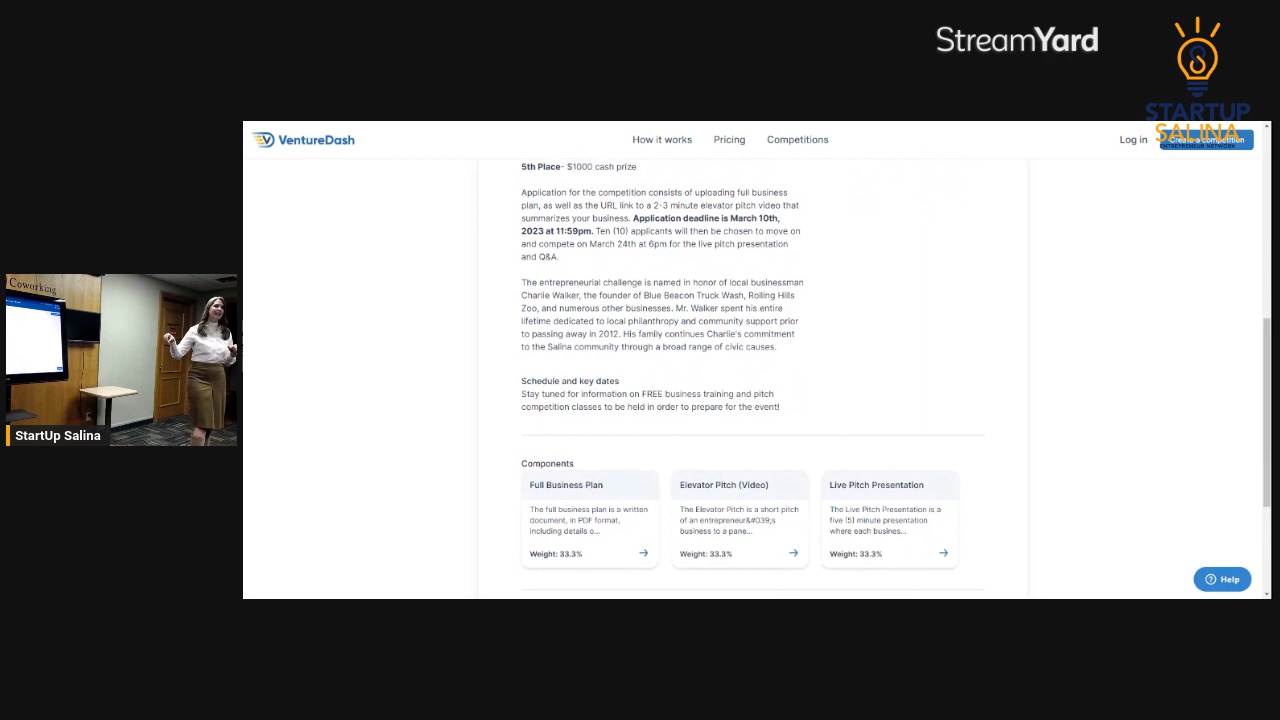 StreamYard
STARTUP
SALINA
ENTREPRENEUR NETWORK
VentureDash
How it works
Pricing
Competitions
Log in
Create a competition
5th Place- $1000 cash prize
Application for the competition consists of uploading full business
plan, as well as the URL link to a 2-3 minute elevator pitch video that
summarizes your business. Application deadline is March 10th,
2023 at 11:59pm. Ten (10) applicants will then be chosen to move on
and compete on March 24th at 6pm for the live pitch presentation
and Q&A.
The entrepreneurial challenge is named in honor of local businessman
Charlie Walker, the founder of Blue Beacon Truck Wash, Rolling Hills
Zoo, and numerous other businesses. Mr. Walker spent his entire
lifetime dedicated to local philanthropy and community support prior
to passing away in 2012. His family continues Charlie's commitment
to the Salina community through a broad range of civic causes.
Schedule and key dates
Stay tuned for information on FREE business training and pitch
competition classes to be held in order to prepare for the event!
Components
Full Business Plan
The full business plan is a written
document, in PDF format,
including details o...
Weight: 33.3%
Elevator Pitch (Video)
The Elevator Pitch is a short pitch
of an entrepreneur&#039;s
business to a pane...
Weight: 33.3%
Live Pitch Presentation
The Live Pitch Presentation is a
five (5) minute presentation
where each busines...
Weight: 33.3%
Help
Coworking
StartUp Salina